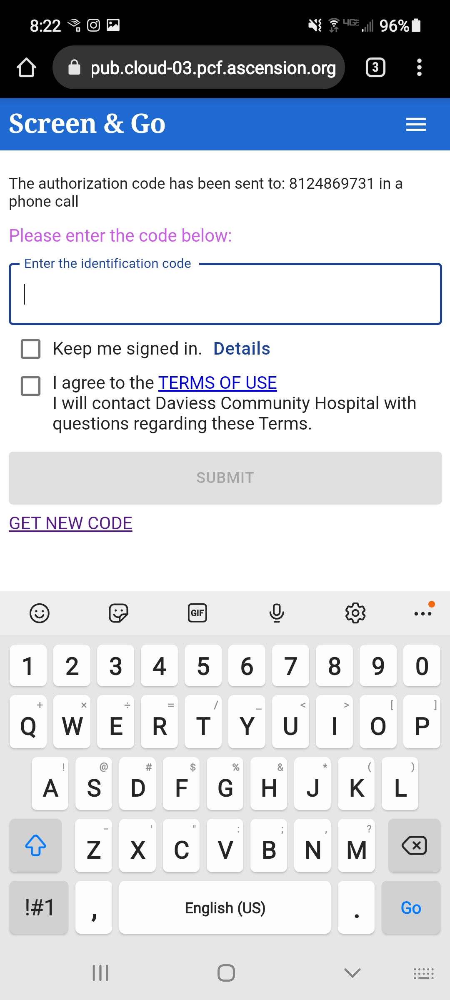 8:22 4G LTE 96%
pub.cloud-03.pcf.ascension.org 3
Screen & Go
The authorization code has been sent to: 8124869731 in a
phone call
Please enter the code below:
Enter the identification code
Keep me signed in. Details
I agree to the TERMS OF USE
I will contact Daviess Community Hospital with
questions regarding these Terms.
SUBMIT
GET NEW CODE
GIF
1 2 3 4 5 6 7 8 9 0
+ × ÷ = / _ < > [ ]
Q W E R T Y U I O P
! @ # $ % & * ( )
A S D F G H J K L
- ' " : ; , ?
Z X C V B N M
!#1 , English (US) . Go